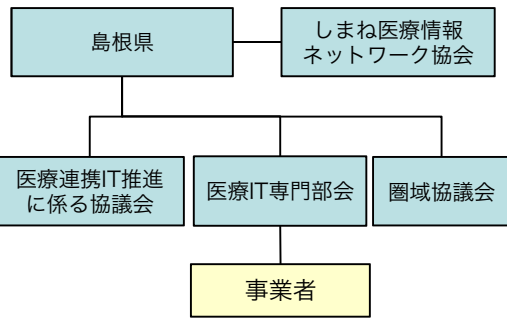 島根県
しまね医療情報
ネットワーク協会
医療連携IT推進
に係る協議会
医療IT専門部会
圏域協議会
事業者